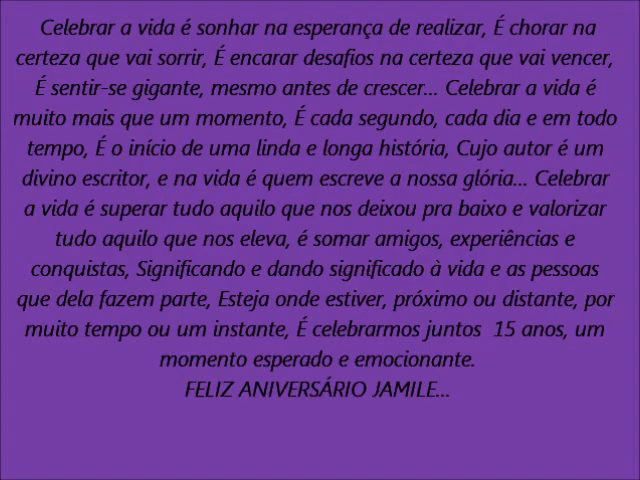 Celebrar a vida é sonhar na esperança de realizar, É chorar na
certeza que vai sorrir, É encarar desafios na certeza que vai vencer,
É sentir-se gigante, mesmo antes de crescer... Celebrar a vida é
muito mais que um momento, É cada segundo, cada dia e em todo
tempo, É o início de uma linda e longa história, Cujo autor é um
divino escritor, e na vida é quem escreve a nossa glória... Celebrar
a vida é superar tudo aquilo que nos deixou pra baixo e valorizar
tudo aquilo que nos eleva, é somar amigos, experiências e
conquistas, Significando e dando significado à vida e as pessoas
que dela fazem parte, Esteja onde estiver, próximo ou distante, por
muito tempo ou um instante, É celebrarmos juntos  15 anos, um
momento esperado e emocionante.
FELIZ ANIVERSÁRIO JAMILE...